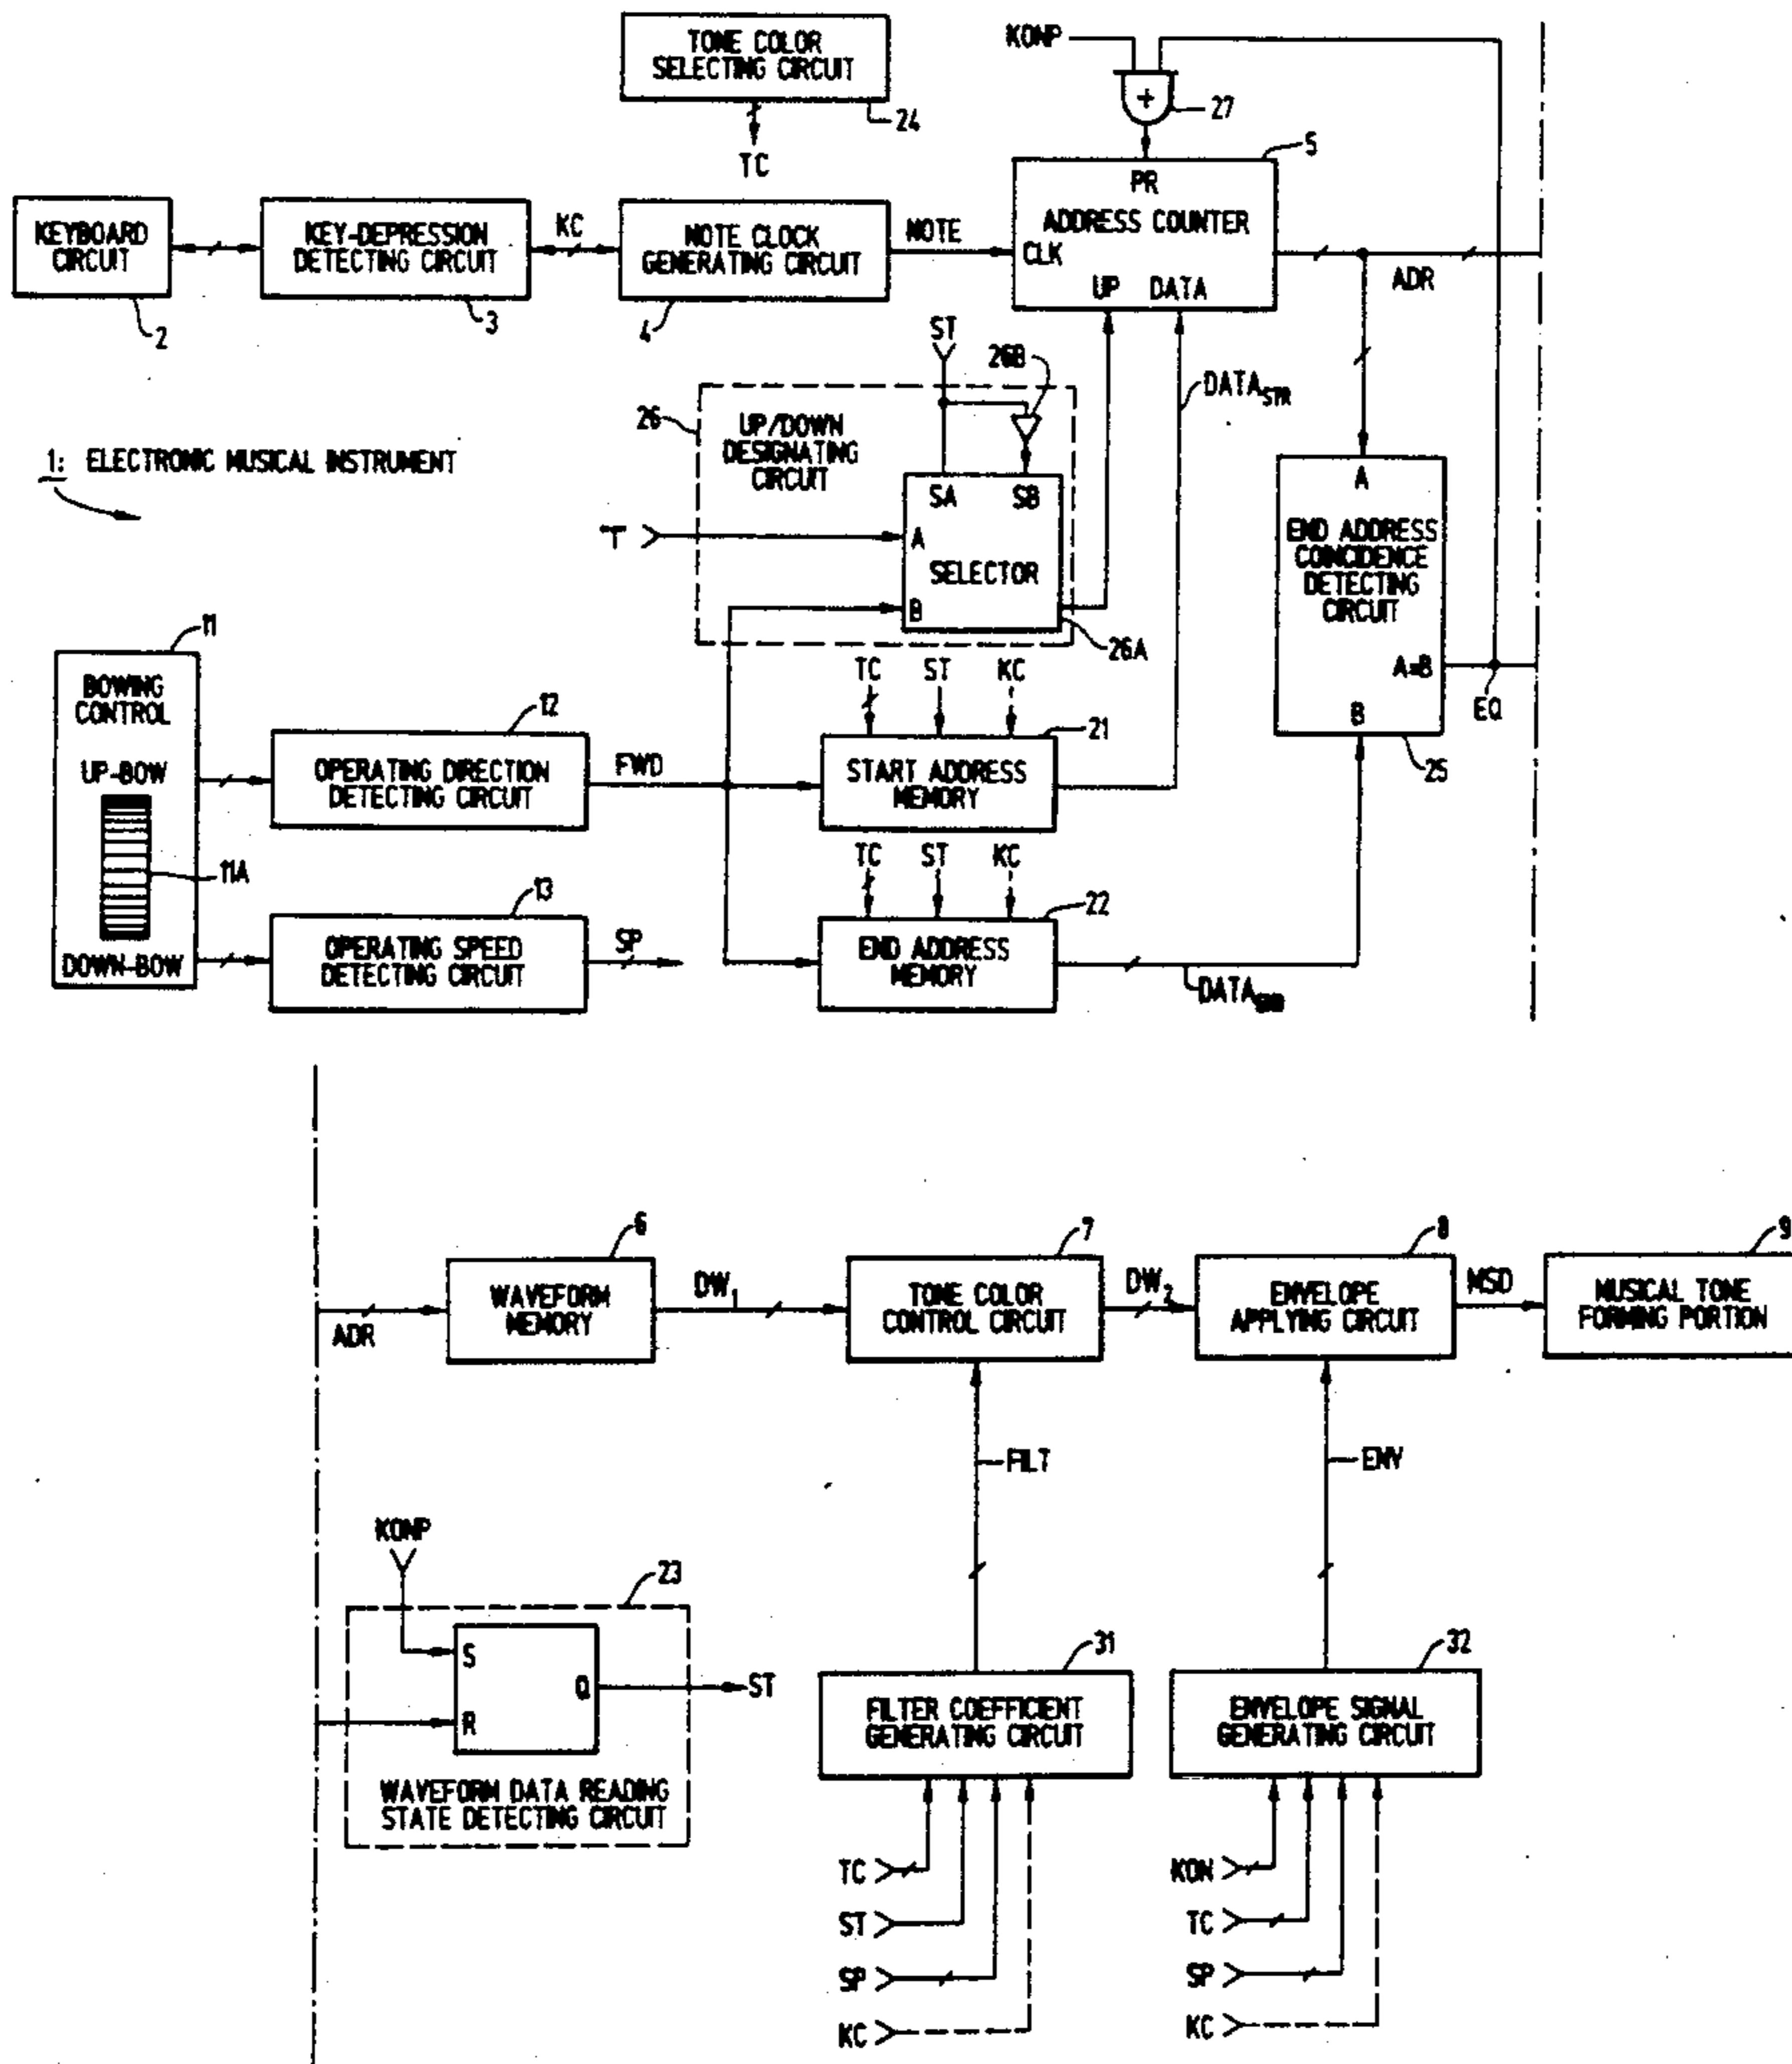 TONE COLOR
SELECTING CIRCUIT
24
TC
KONP
+
27
5
PR
ADDRESS COUNTER
CLK
UP DATA
KEYBOARD
CIRCUIT
2
KEY-DEPRESSION
DETECTING CIRCUIT
3
KC
NOTE CLOCK
GENERATING CIRCUIT
4
NOTE
ADR
ST
26B
26
UP/DOWN
DESIGNATING
CIRCUIT
SA SB
A
SELECTOR
B
26A
DATA
1: ELECTRONIC MUSICAL INSTRUMENT
A
END ADDRESS
COINCIDENCE
DETECTING
CIRCUIT
A=B
B
25
EQ
11
BOWING
CONTROL
UP-BOW
11A
DOWN-BOW
12
OPERATING DIRECTION
DETECTING CIRCUIT
FWD
TC ST KC
21
START ADDRESS
MEMORY
13
OPERATING SPEED
DETECTING CIRCUIT
SP
TC ST KC
22
END ADDRESS
MEMORY
DATA
ADR
6
WAVEFORM
MEMORY
DW1
7
TONE COLOR
CONTROL CIRCUIT
DW2
8
ENVELOPE
APPLYING CIRCUIT
MSD
9
MUSICAL TONE
FORMING PORTION
FILT
ENV
KONP
23
S
Q
R
ST
WAVEFORM DATA READING
STATE DETECTING CIRCUIT
31
FILTER COEFFICIENT
GENERATING CIRCUIT
TC
ST
SP
KC
32
ENVELOPE SIGNAL
GENERATING CIRCUIT
KON
TC
SP
KC